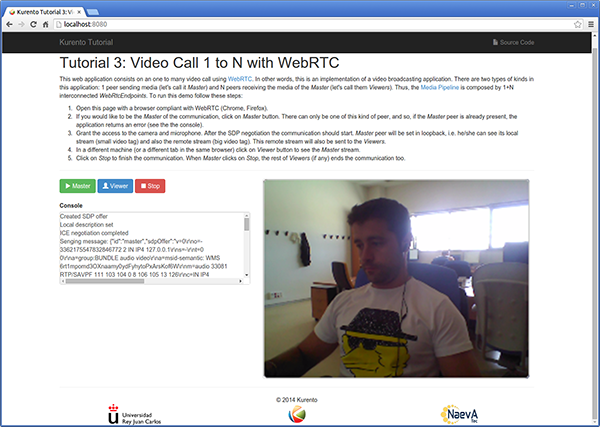 Kurento Tutorial 3: Vi
localhost:8080
Kurento Tutorial
Source Code
Tutorial 3: Video Call 1 to N with WebRTC
This web application consists on an one to many video call using WebRTC. In other words, this is an implementation of a video broadcasting application. There are two types of kinds in
this application: 1 peer sending media (let's call it Master) and N peers receiving the media of the Master (let's call them Viewers). Thus, the Media Pipeline is composed by 1+N
interconnected WebRtcEndpoints. To run this demo follow these steps:
1. Open this page with a browser compliant with WebRTC (Chrome, Firefox).
2. If you would like to be the Master of the communication, click on Master button. There can only be one of this kind of peer, and so, if the Master peer is already present, the
application returns an error (see the the console).
3. Grant the access to the camera and microphone. After the SDP negotiation the communication should start. Master peer will be set in loopback, i.e. he/she can see its local
stream (small video tag) and also the remote stream (big video tag). This remote stream will also be sent to the Viewers.
4. In a different machine (or a different tab in the same browser) click on Viewer button to see the Master stream.
5. Click on Stop to finish the communication. When Master clicks on Stop, the rest of Viewers (if any) ends the communication too.
Master Viewer Stop
Console
Created SDP offer
Local description set
ICE negotiation completed
Senging message: {"id":"master","sdpOffer":"v=0\r\no=-
3362175547832846772 2 IN IP4 127.0.0.1\r\ns=-\r\nt=0
0\r\na=group:BUNDLE audio video\r\na=msid-semantic: WMS
RTP/SAVPF 111 103 104 0 8 106 105 13 126\r\nc=IN IP4
© 2014 Kurento
Universidad
Rey Juan Carlos
NaevA
Tec